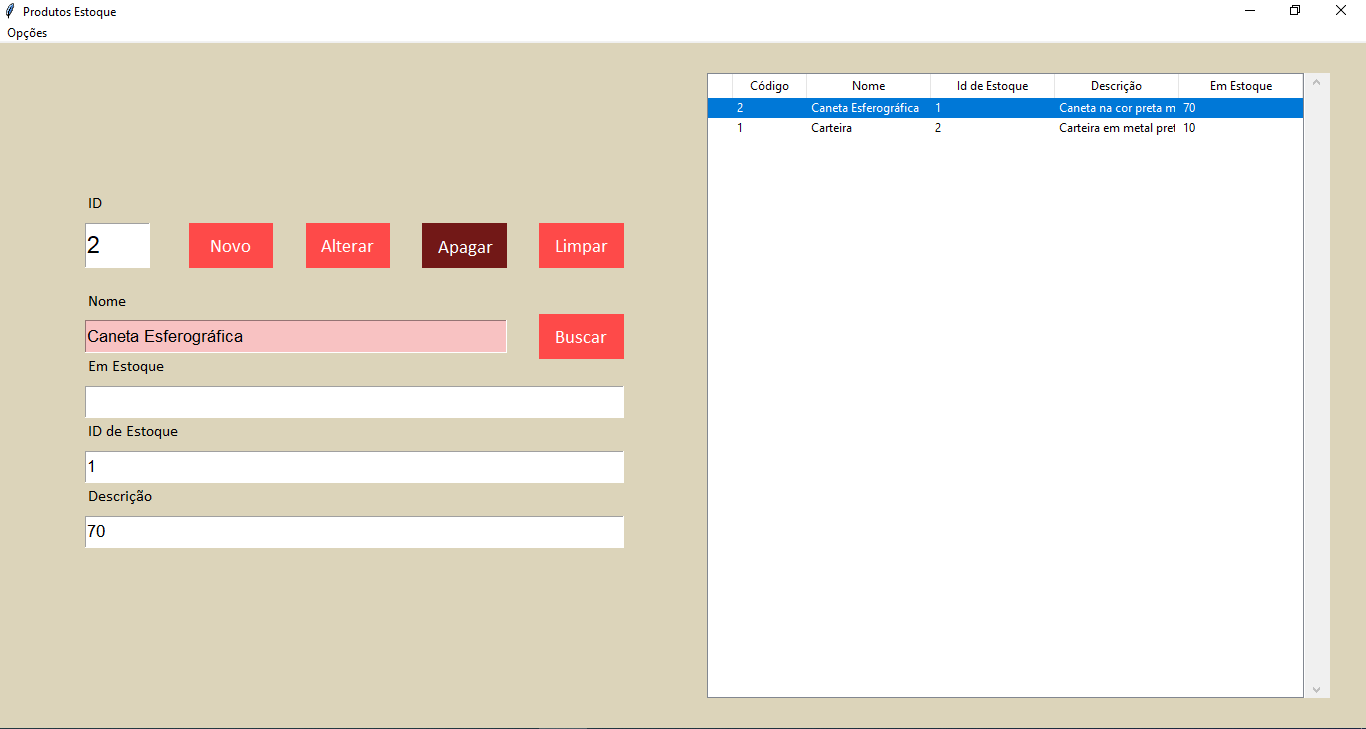 Produtos Estoque
Opções
ID
2
Novo
Alterar
Apagar
Limpar
Nome
Caneta Esferográfica
Buscar
Em Estoque
ID de Estoque
1
Descrição
70
Código Nome Id de Estoque Descrição Em Estoque
2 Caneta Esferográfica 1 Caneta na cor preta m 70
1 Carteira 2 Carteira em metal pret 10